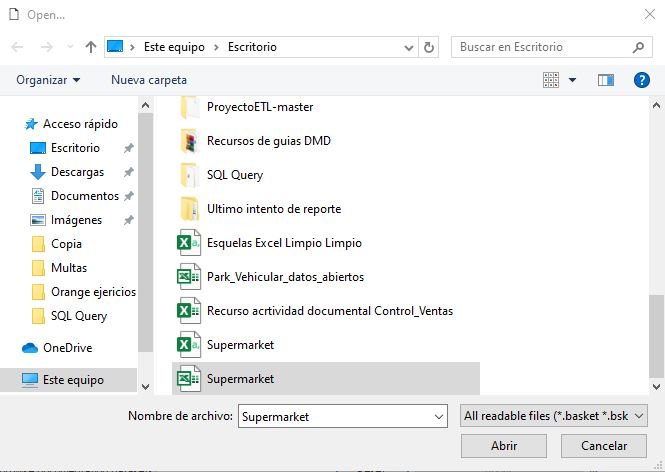 Open...
Este equipo > Escritorio
Buscar en Escritorio
Organizar
Nueva carpeta
?
Acceso rápido
Escritorio
Descargas
Documentos
Imágenes
Copia
Multas
Orange ejericios
SQL Query
OneDrive
Este equipo
ProyectoETL-master
Recursos de guias DMD
SQL Query
Ultimo intento de reporte
Esquelas Excel Limpio Limpio
Park_Vehicular_datos_abiertos
Recurso acrtividad documental Control_Ventas
Supermarket
Supermarket
Nombre de archivo:
Supermarket
All readable files (*.basket *.bsk
Abrir
Cancelar